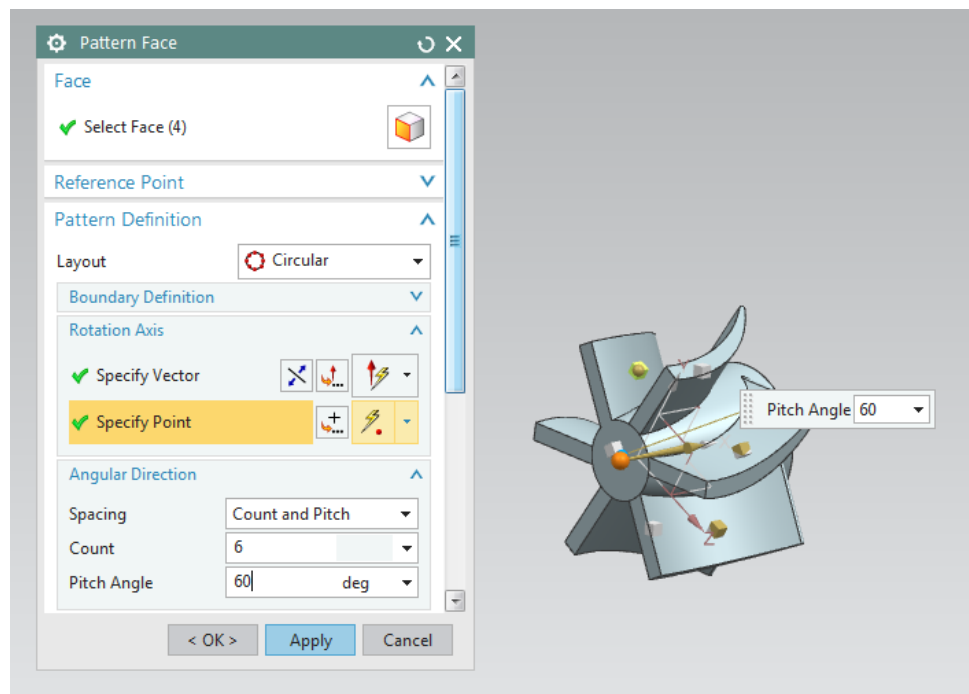 Pattern Face
Face
Select Face (4)
Reference Point
Pattern Definition
Layout Circular
Boundary Definition
Rotation Axis
Specify Vector
Specify Point
Angular Direction
Spacing Count and Pitch
Count 6
Pitch Angle 60 deg
< OK > Apply Cancel
Pitch Angle 60
Y
Z